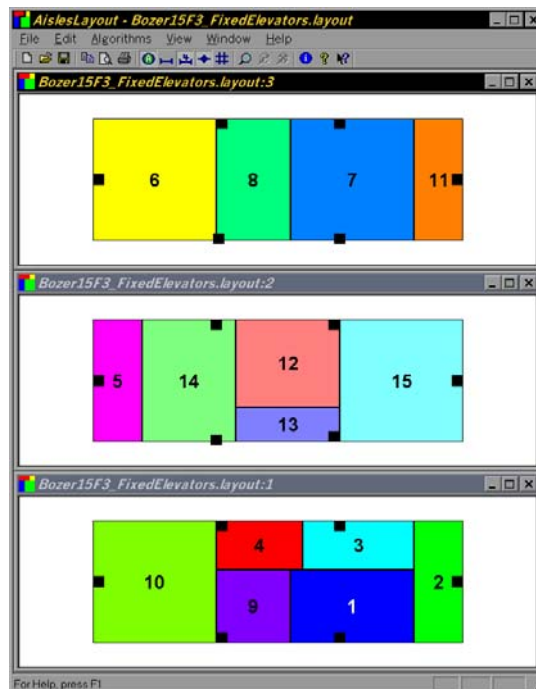 AislesLayout - Bozer15F3_FixedElevators.layout
File Edit Algorithms View Window Help
Bozer15F3_FixedElevators.layout:3
6 8 7 11
Bozer15F3_FixedElevators.layout:2
5 14 12 15
13
Bozer15F3_FixedElevators.layout:1
4 3
10 2
9 1
For Help, press F1